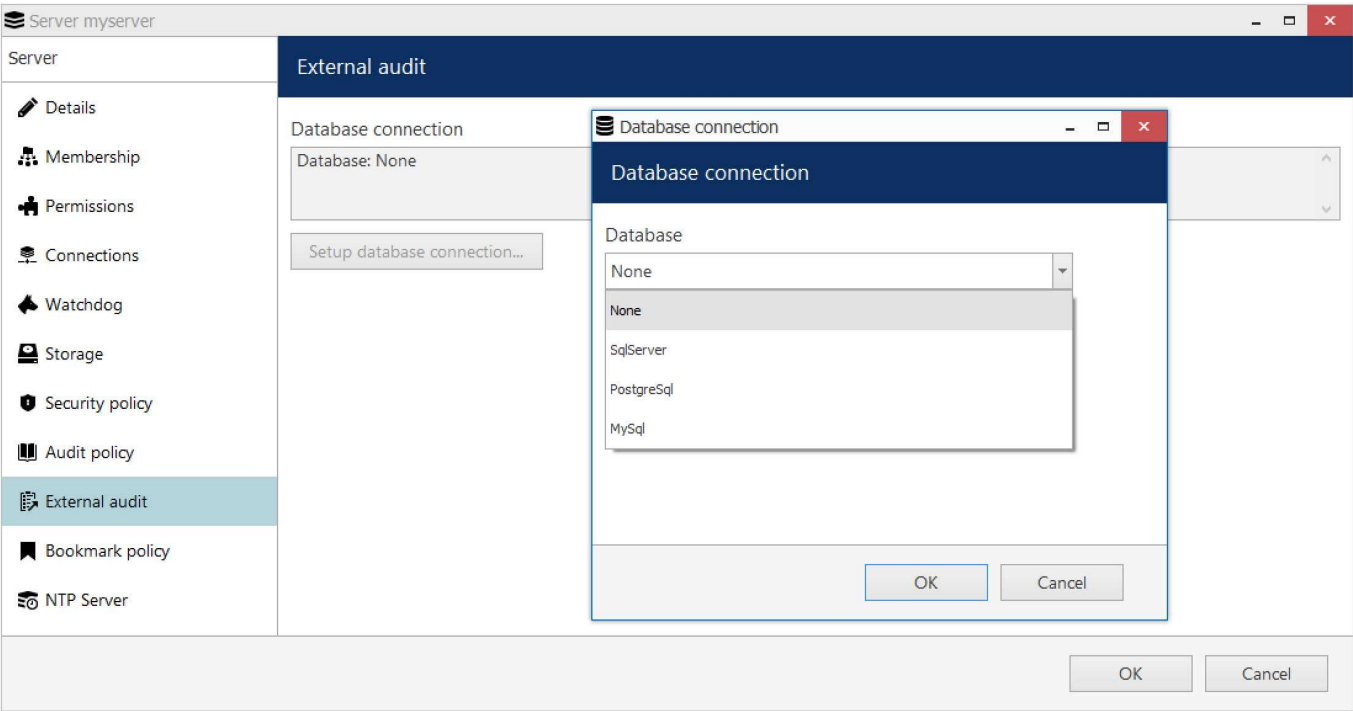 Server myserver
Server
External audit
Details
Membership
Permissions
Connections
Watchdog
Storage
Security policy
Audit policy
External audit
Bookmark policy
NTP Server
Database connection
Database: None
Setup database connection...
Database connection
Database connection
Database
None
None
SqlServer
PostgreSql
MySql
OK
Cancel
OK
Cancel